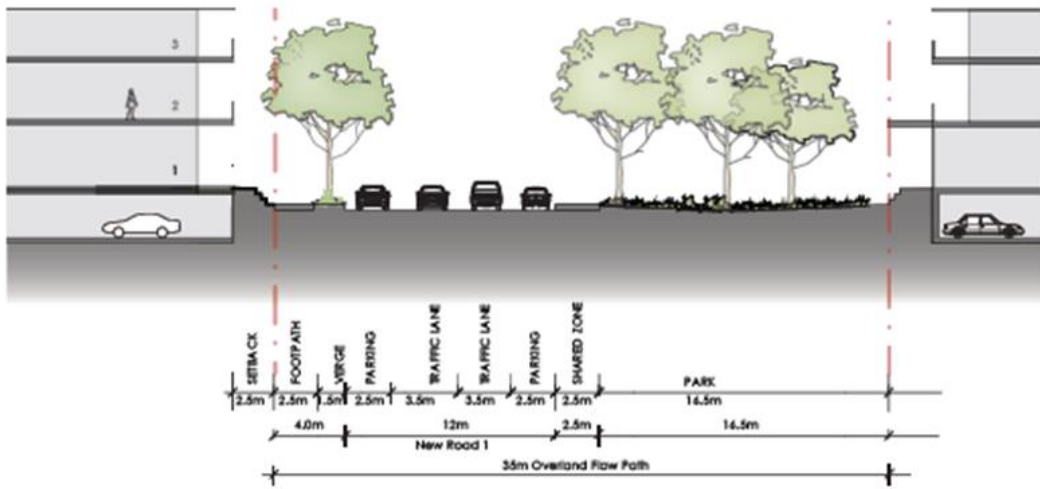 3
2
1
SETBACK
FOOTPATH
VERGE
PARKING
TRAFFIC LANE
TRAFFIC LANE
PARKING
SHARED ZONE
PARK
2.5m 2.5m 1.5m 2.5m 3.5m 3.5m 2.5m 2.5m 16.5m
4.0m 12m 2.5m 16.5m
New Road 1
35m Overland Flow Path